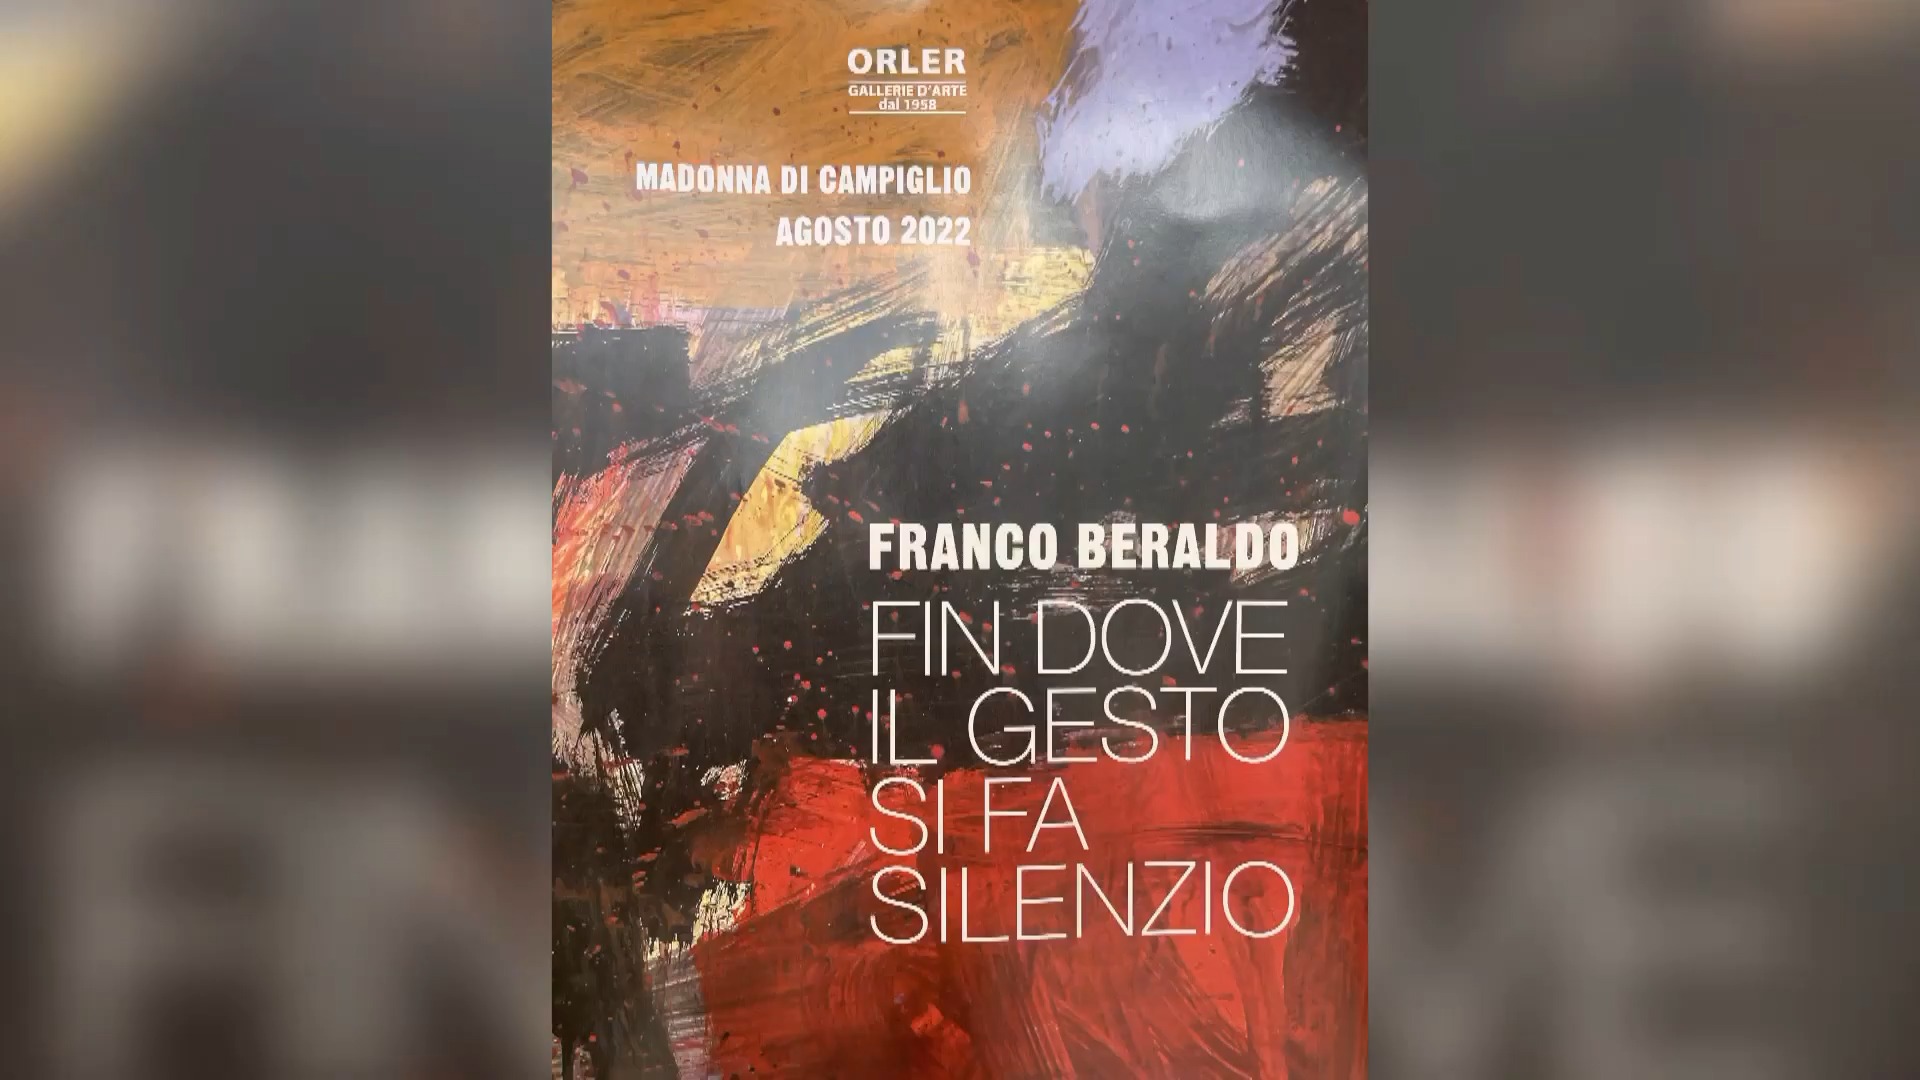 ORLER
GALLERIE D'ARTE
dal 1958
MADONNA DI CAMPIGLIO
AGOSTO 2022
FRANCO BERALDO
FIN DOVE
IL GESTO
SI FA
SILENZIO